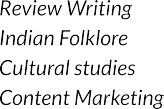 Review Writing
Indian Folklore
Cultural studies
Content Marketing